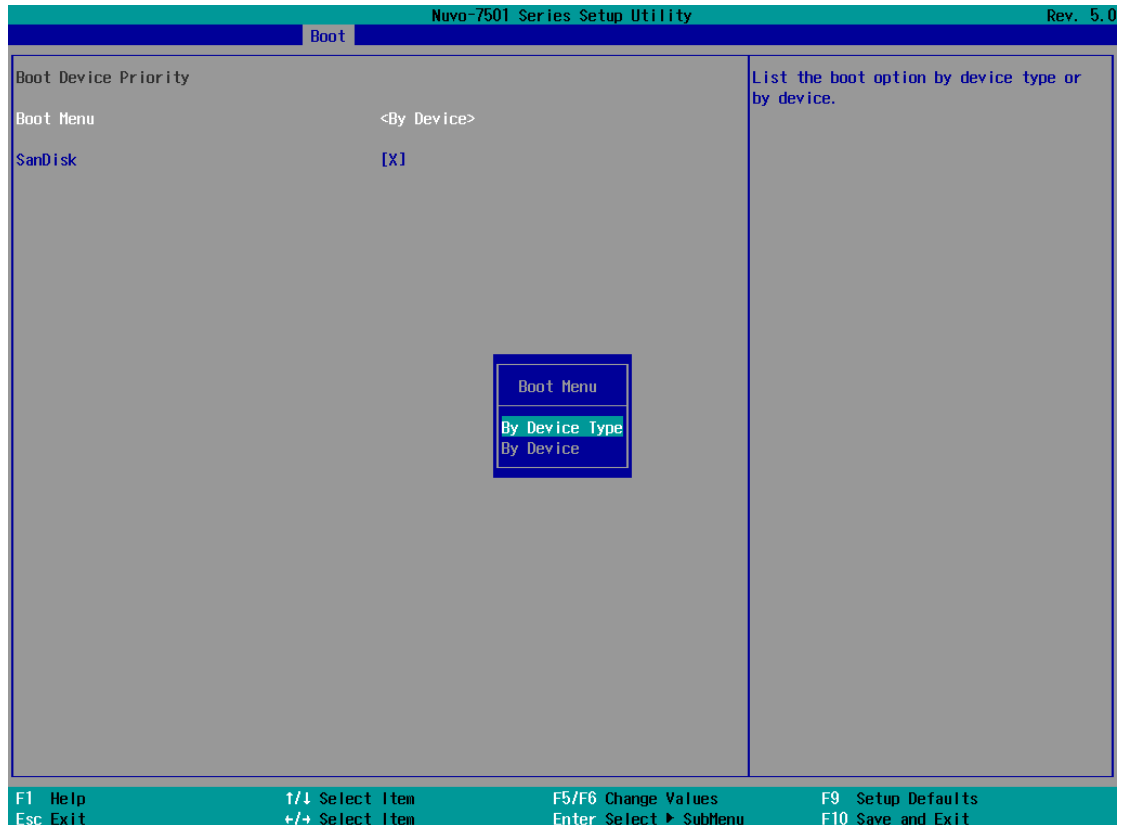 Nuvo-7501 Series Setup Utility Rev. 5.0
Boot
Boot Device Priority
Boot Menu <By Device>
SanDisk [X]
List the boot option by device type or
by device.
Boot Menu
By Device Type
By Device
F1 Help ↑/↓ Select Item F5/F6 Change Values F9 Setup Defaults
Esc Exit ←/→ Select Item Enter Select ▶ SubMenu F10 Save and Exit